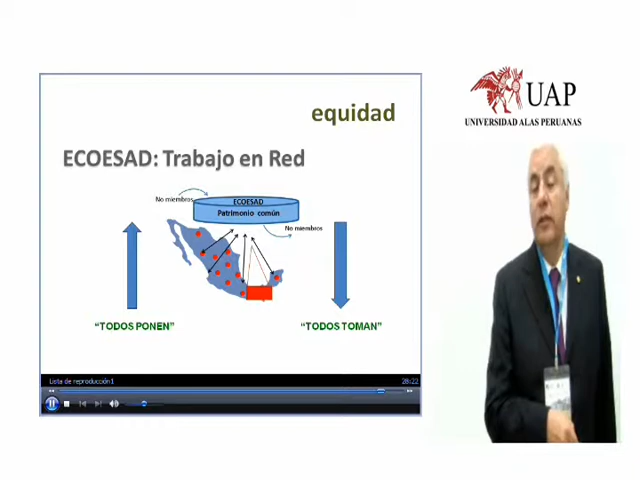 equidad
ECOESAD: Trabajo en Red
No miembros
ECOESAD
Patrimonio común
No miembros
"TODOS PONEN"
"TODOS TOMAN"
Lista de reproducción1
28:22
UAP
UNIVERSIDAD ALAS PERUANAS